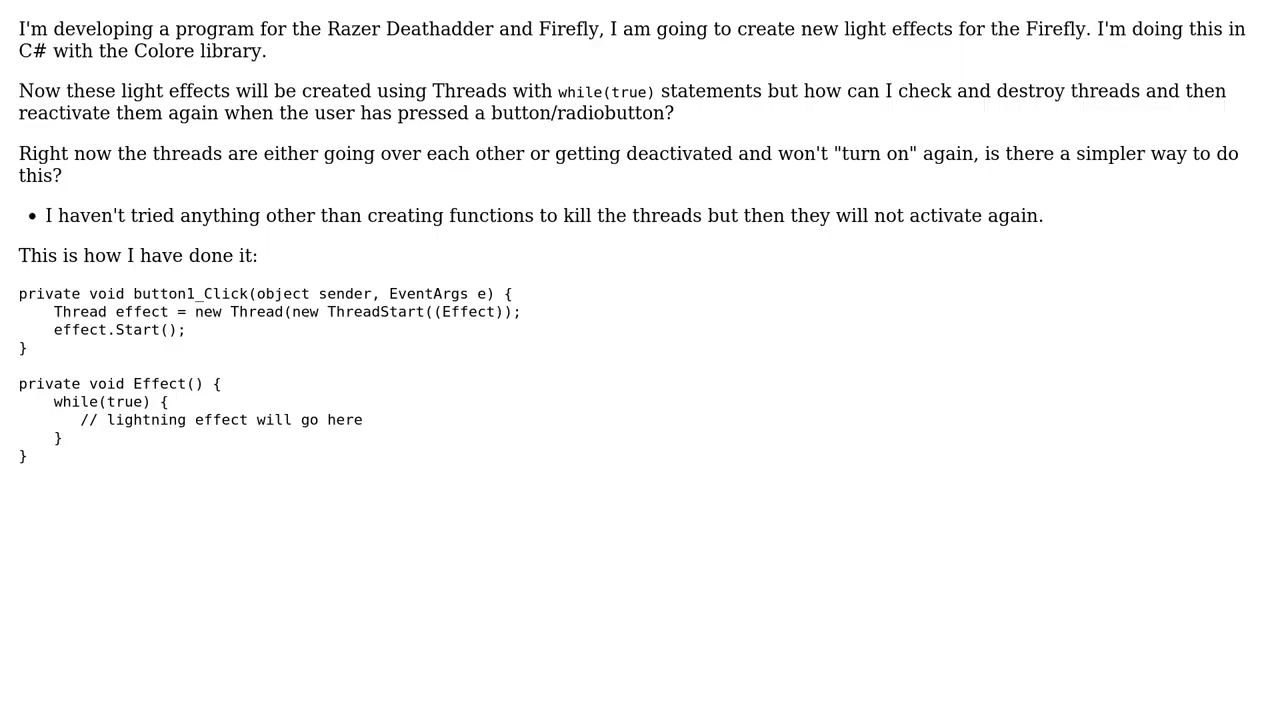 I'm developing a program for the Razer Deathadder and Firefly, I am going to create new light effects for the Firefly. I'm doing this in
C# with the Colore library.
Now these light effects will be created using Threads with while(true) statements but how can I check and destroy threads and then
reactivate them again when the user has pressed a button/radiobutton?
Right now the threads are either going over each other or getting deactivated and won't "turn on" again, is there a simpler way to do
this?
• I haven't tried anything other than creating functions to kill the threads but then they will not activate again.
This is how I have done it:
private void button1_Click(object sender, EventArgs e) {
    Thread effect = new Thread(new ThreadStart((Effect));
    effect.Start();
}
private void Effect() {
    while(true) {
       // lightning effect will go here
    }
}